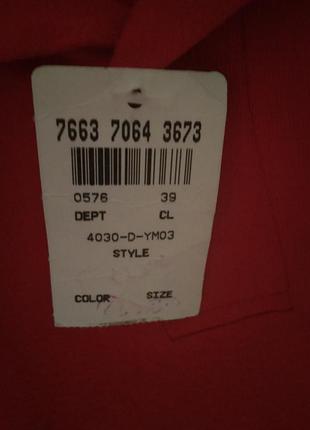 7663 7064 3673
0576 39
DEPT CL
4030-D-YM03
STYLE
COLOR SIZE